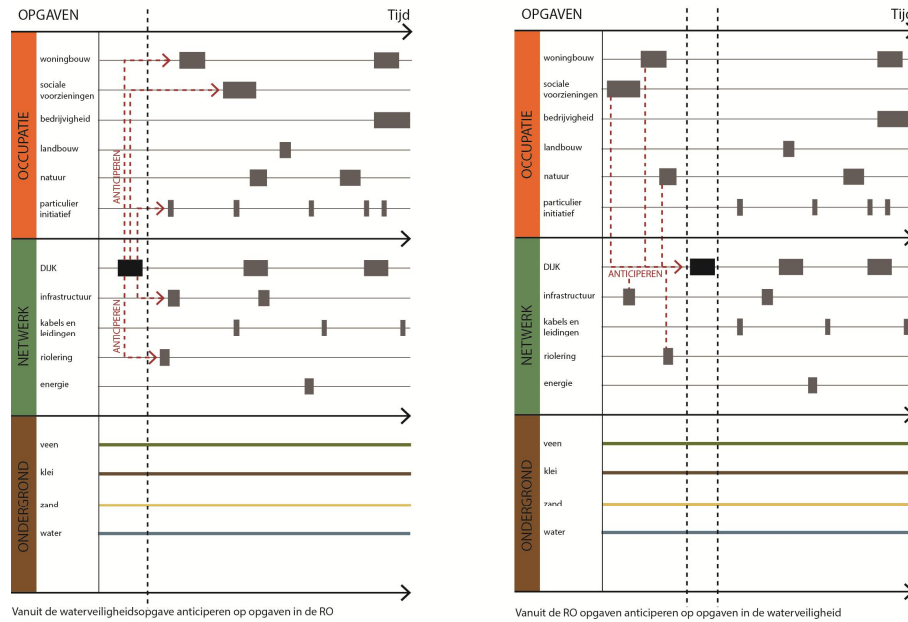 OPGAVEN
Tijd
OCCUPATIE
woningbouw
sociale
voorzieningen
bedrijvigheid
landbouw
natuur
particulier
initiatief
ANTICIPEREN
NETWERK
DIJK
infrastructuur
kabels en
leidingen
riolering
energie
ANTICIPEREN
ONDERGROND
veen
klei
zand
water
Vanuit de waterveiligheidsopgave anticiperen op opgaven in de RO
OPGAVEN
Tijd
OCCUPATIE
woningbouw
sociale
voorzieningen
bedrijvigheid
landbouw
natuur
particulier
initiatief
NETWERK
DIJK
ANTICIPEREN
infrastructuur
kabels en
leidingen
riolering
energie
ONDERGROND
veen
klei
zand
water
Vanuit de RO opgaven anticiperen op opgaven in de waterveiligheid